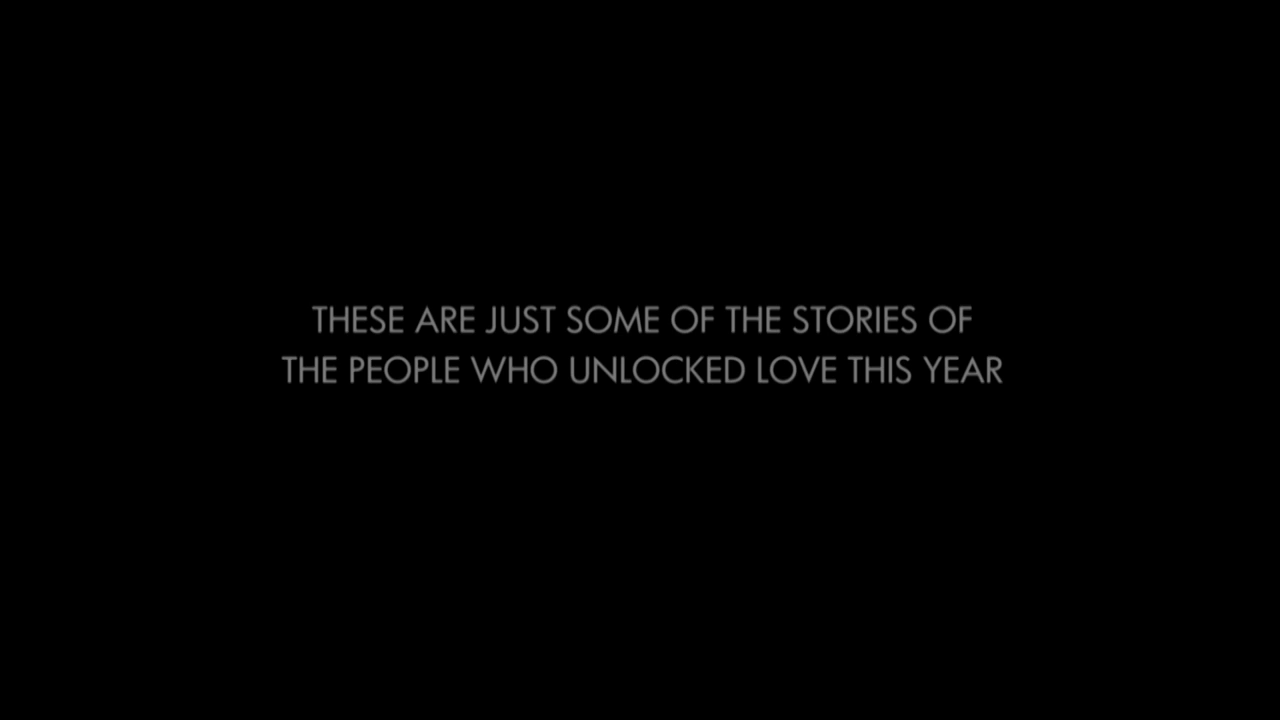 THESE ARE JUST SOME OF THE STORIES OF
THE PEOPLE WHO UNLOCKED LOVE THIS YEAR